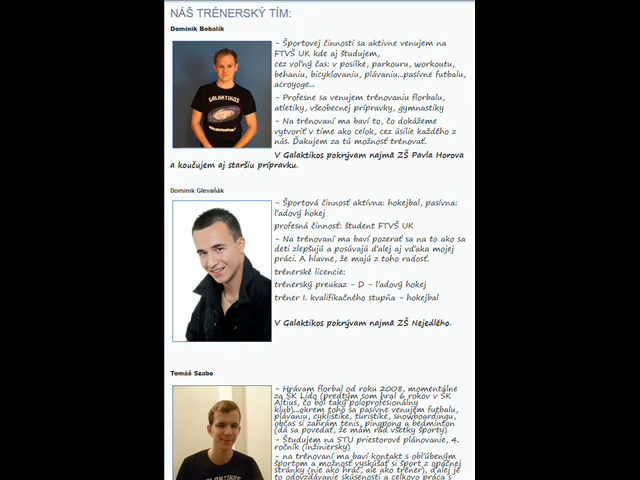 NÁŠ TRÉNERSKÝ TÍM:
Dominik Bobalík
- Športovej činnosti sa aktívne venujem na
FTVŠ UK kde aj študujem,
cez voľný čas: v posilke, parkouru, workoutu,
behaniu, bicyklovaniu, plávaniu...pasívne futbalu,
acroyoge...
- Profesne sa venujem trénovaniu florbalu,
atletiky, všeobecnej prípravky, gymnastiky
- Na trénovaní ma baví to, čo dokážeme
vytvoriť v tíme ako celok, cez úsilie každého z
nás. Ďakujem za tú možnosť trénovať.
V Galaktikos pokrývam najmä ZŠ Pavla Horova
a koučujem aj staršiu prípravku.
GALAKTIKOS
Dominik Glevaňák
- Športová činnosť aktívna: hokejbal, pasívna:
ľadový hokej
profesná činnosť: študent FTVŠ UK
- Na trénovaní ma baví pozerať sa na to ako sa
deti zlepšujú a posúvajú ďalej aj vďaka mojej
práci. A hlavne, že majú z toho radosť.
trénerské licencie:
trénerský preukaz - D - ľadový hokej
tréner I. kvalifikačného stupňa - hokejbal
V Galaktikos pokrývam najmä ZŠ Nejedlého.
Tomáš Szabo
- Hrávam florbal od roku 2008, momentálne
za ŠK Lido (predtým som hral 6 rokov v ŠK
Altius, čo bol taký poloprofesionálny
klub)...okrem toho sa pasívne venujem futbalu,
plávaniu, cyklistike, turistike, snowboardingu,
občas si zahrám tenis, pingpong a bedminton
(dá sa povedať, že mám rád všetky športy)
- Študujem na STU priestorové plánovanie, 4.
ročník (inžiniersky)
- na trénovaní ma baví kontakt s obľúbeným
športom a možnosť vyskúšať si šport z opačnej
stránky (nie ako hráč, ale ako tréner), ďalej je
to odovzdávanie skúseností a celkovo práca s
GALAKTIKOS